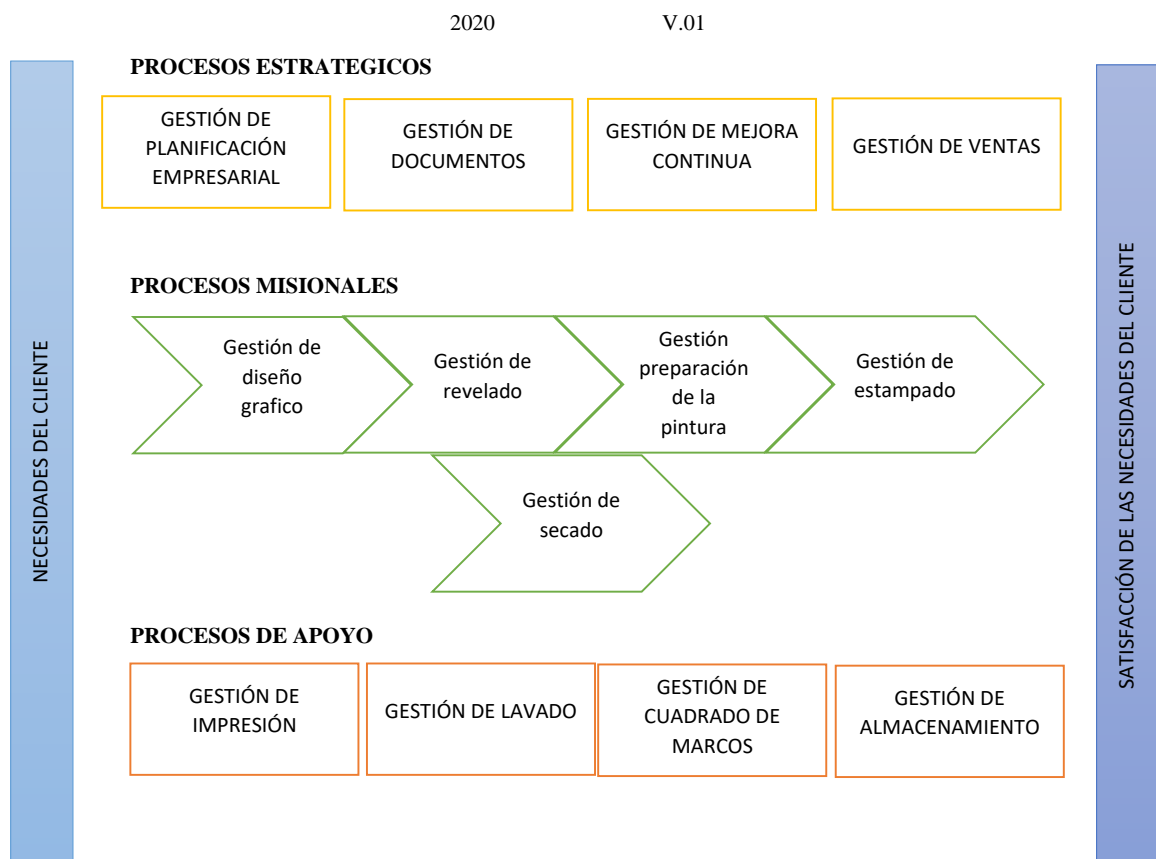 2020 V.01
PROCESOS ESTRATEGICOS
GESTIÓN DE
PLANIFICACIÓN
EMPRESARIAL
GESTIÓN DE
DOCUMENTOS
GESTIÓN DE MEJORA
CONTINUA
GESTIÓN DE VENTAS
NECESIDADES DEL CLIENTE
SATISFACCIÓN DE LAS NECESIDADES DEL CLIENTE
PROCESOS MISIONALES
Gestión de
diseño
grafico
Gestión de
revelado
Gestión
preparación
de la
pintura
Gestión de
estampado
Gestión de
secado
PROCESOS DE APOYO
GESTIÓN DE
IMPRESIÓN
GESTIÓN DE LAVADO
GESTIÓN DE
CUADRADO DE
MARCOS
GESTIÓN DE
ALMACENAMIENTO